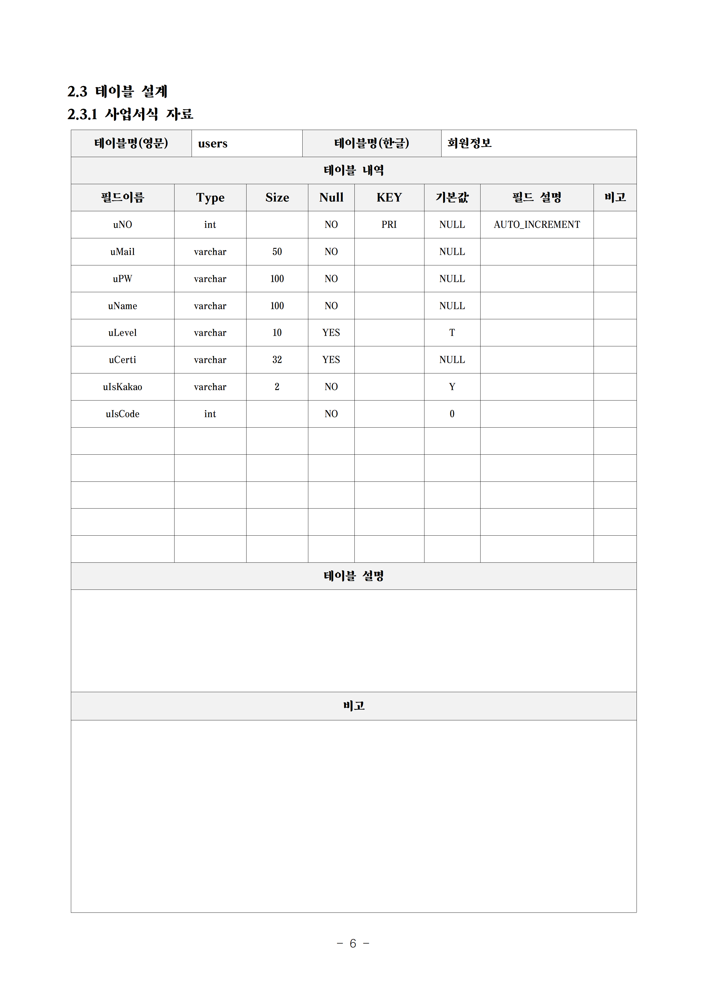 2.3 테이블 설계
2.3.1 사업서식 자료
테이블명(영문) users 테이블명(한글) 회원정보
테이블 내역
필드이름 Type Size Null KEY 기본값 필드 설명 비고
uNO int NO PRI NULL AUTO_INCREMENT
uMail varchar 50 NO NULL
uPW varchar 100 NO NULL
uName varchar 100 NO NULL
uLevel varchar 10 YES T
uCerti varchar 32 YES NULL
uIsKakao varchar 2 NO Y
uIsCode int NO 0
테이블 설명
비고
- 6 -